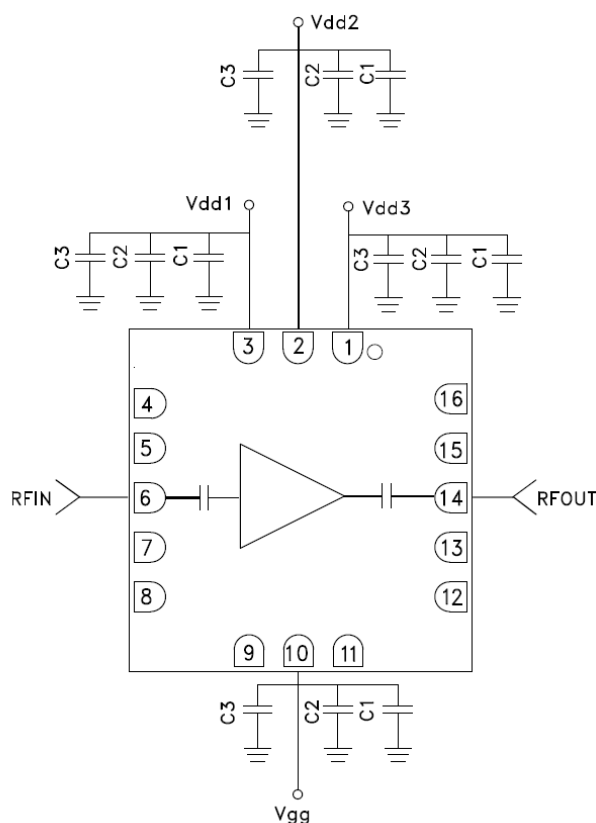 Vdd2
C3 C2 C1
Vdd1 Vdd3
C3 C2 C1 C3 C2 C1
3 2 1
4 16
5 15
RFIN 6 14 RFOUT
7 13
8 12
9 10 11
C3 C2 C1
Vgg